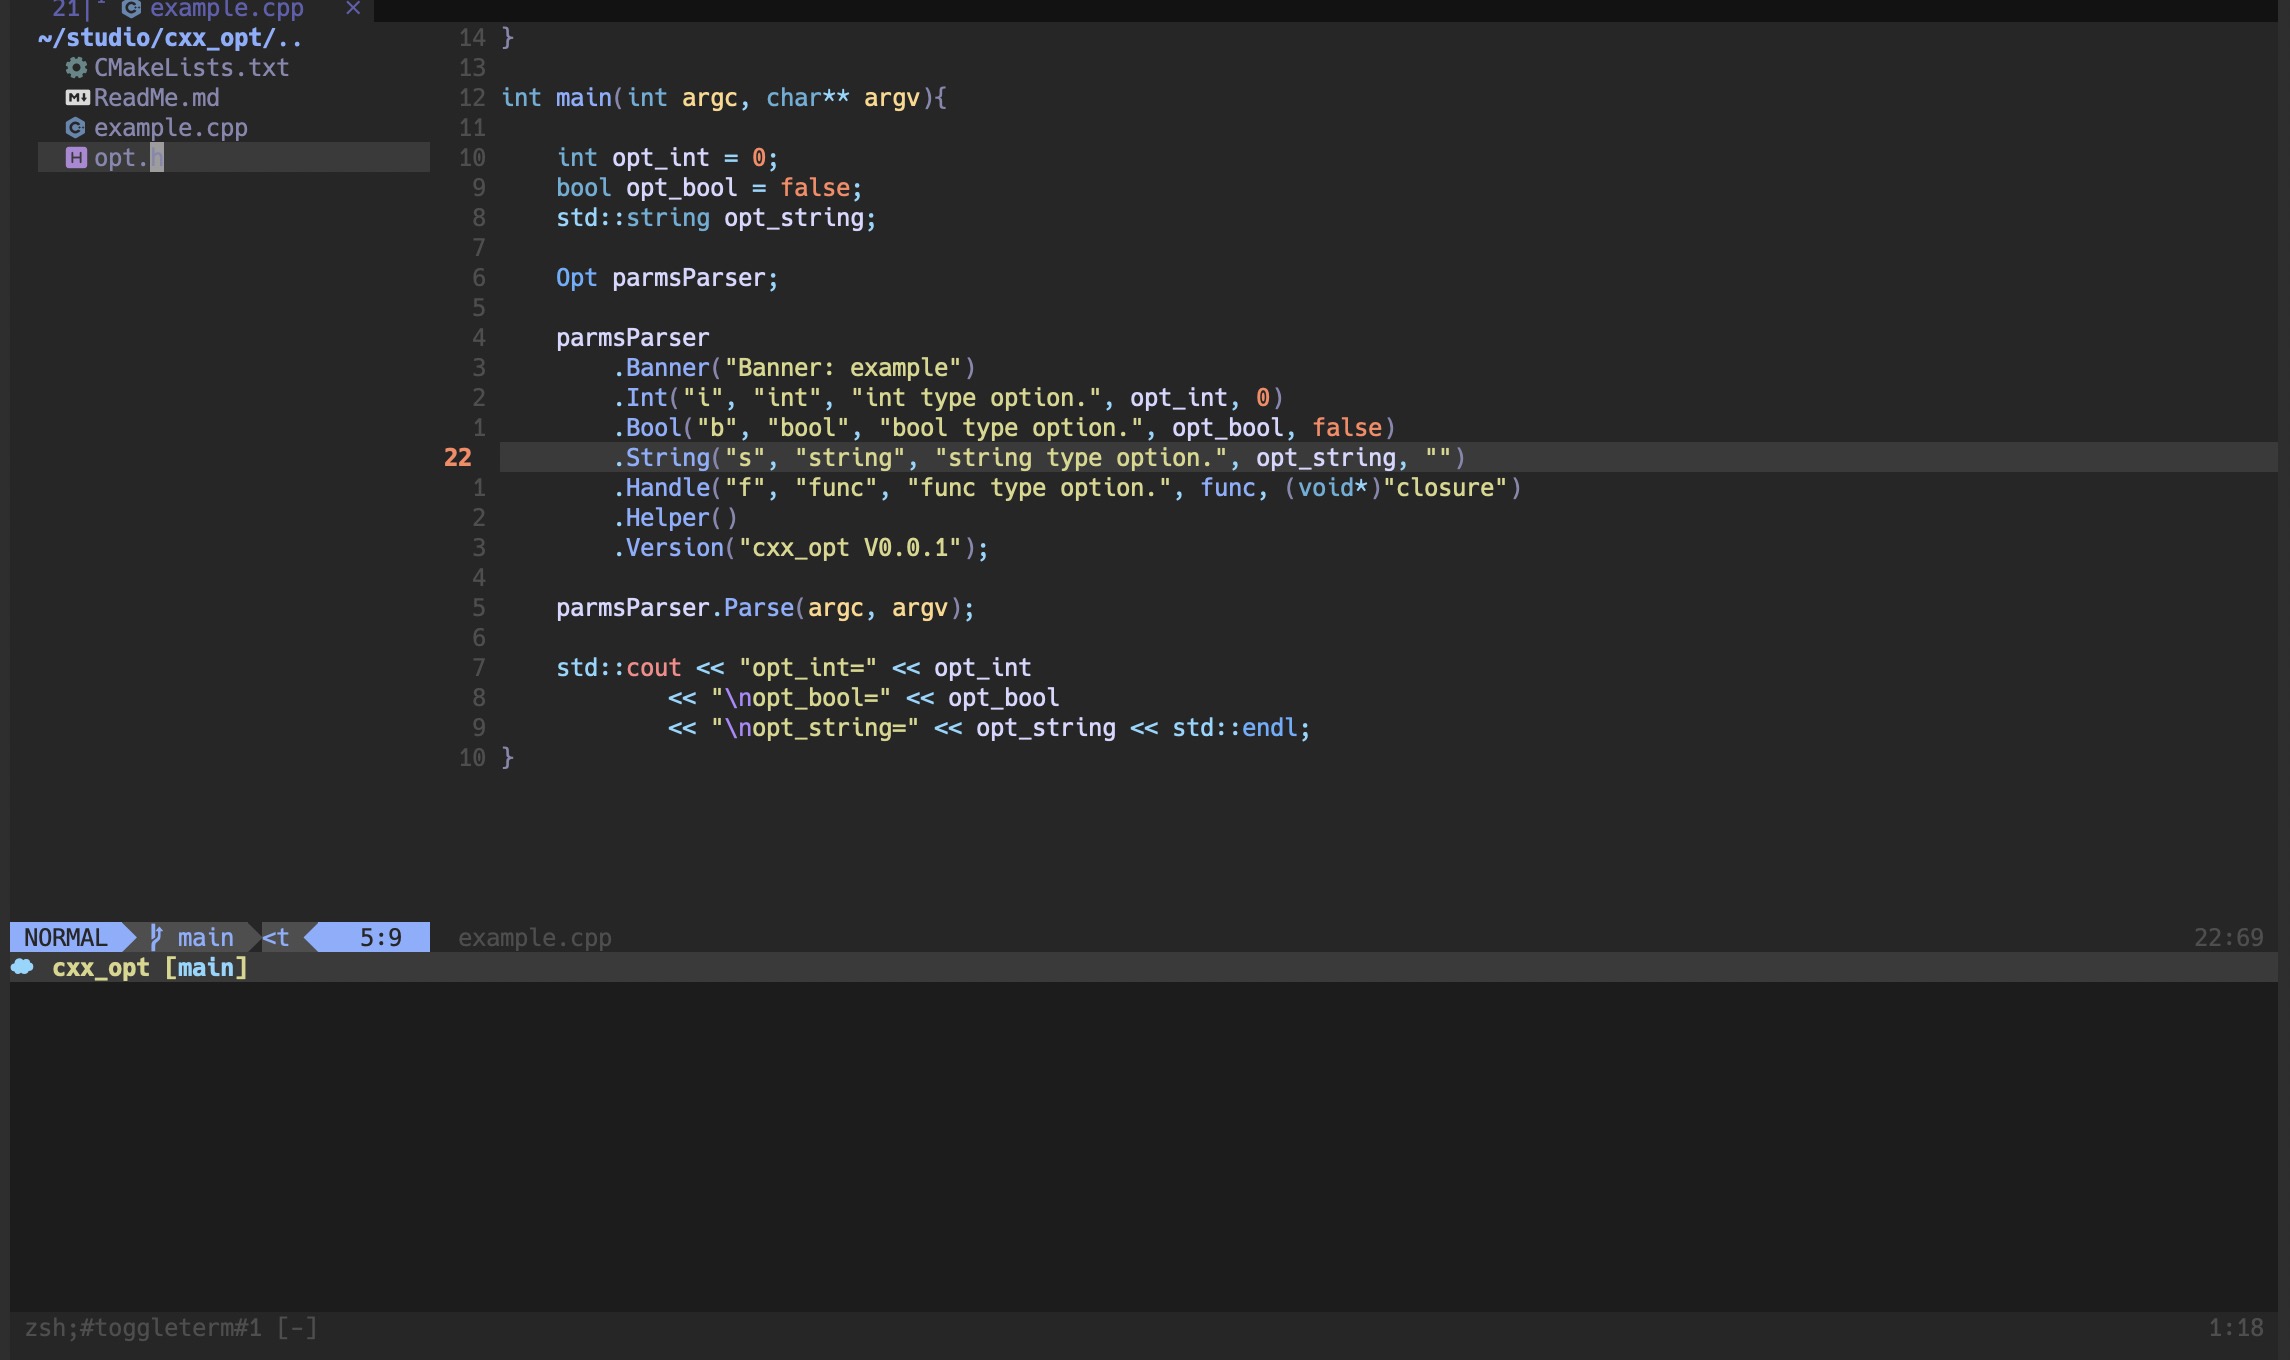 21| example.cpp ×
~/studio/cxx_opt/..
CMakeLists.txt
M↓ ReadMe.md
example.cpp
H opt.h
14 }
13
12 int main(int argc, char** argv){
11
10     int opt_int = 0;
9     bool opt_bool = false;
8     std::string opt_string;
7
6     Opt parmsParser;
5
4     parmsParser
3         .Banner("Banner: example")
2         .Int("i", "int", "int type option.", opt_int, 0)
1         .Bool("b", "bool", "bool type option.", opt_bool, false)
22         .String("s", "string", "string type option.", opt_string, "")
1         .Handle("f", "func", "func type option.", func, (void*)"closure")
2         .Helper()
3         .Version("cxx_opt V0.0.1");
4
5     parmsParser.Parse(argc, argv);
6
7     std::cout << "opt_int=" << opt_int
8             << "\nopt_bool=" << opt_bool
9             << "\nopt_string=" << opt_string << std::endl;
10 }
NORMAL main <t 5:9 example.cpp 22:69
cxx_opt [main]
zsh;#toggleterm#1 [-] 1:18